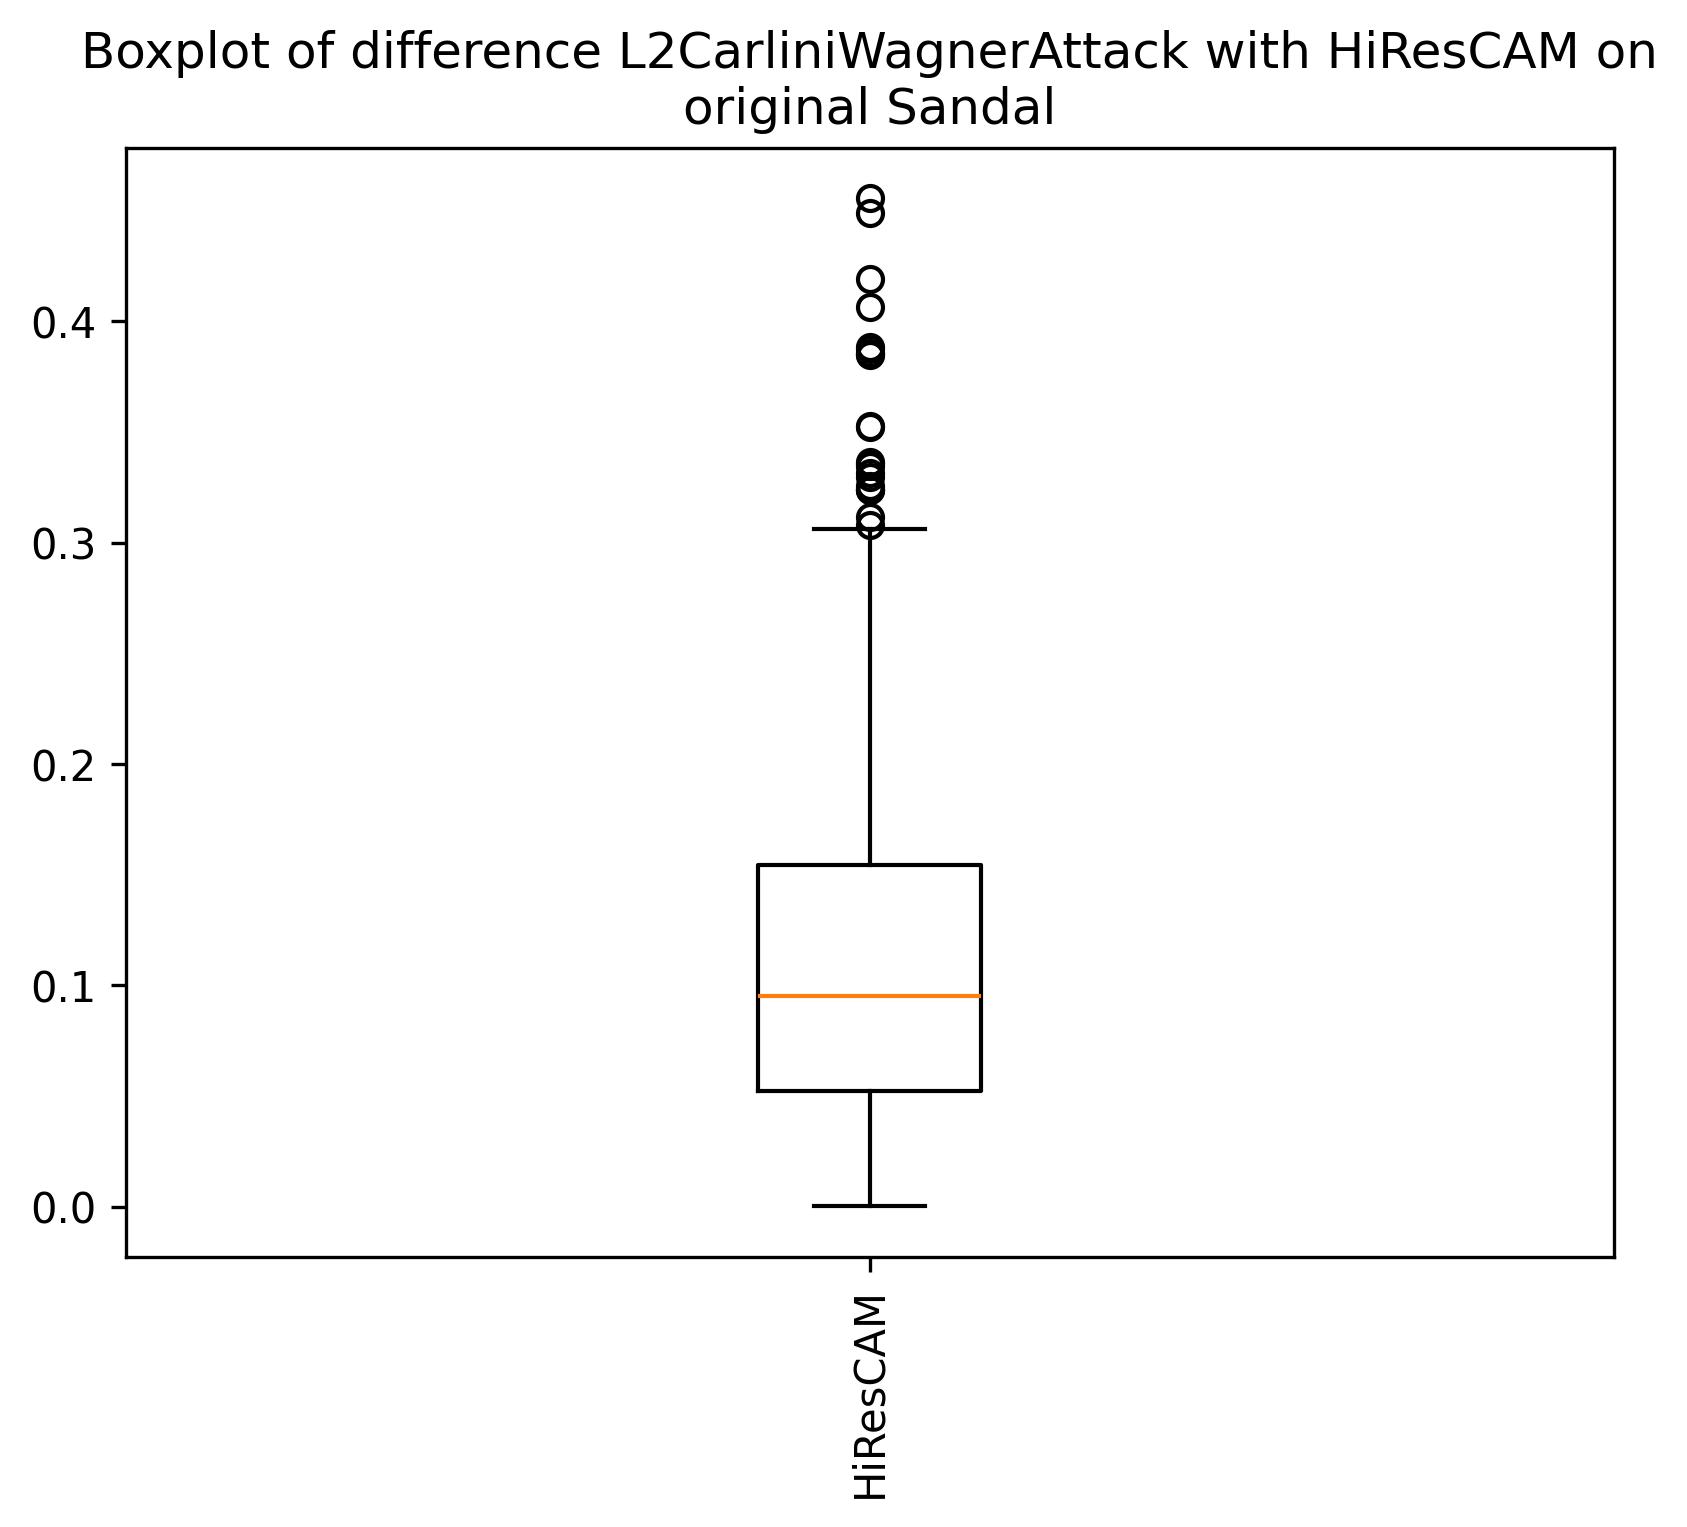 Boxplot of difference L2CarliniWagnerAttack with HiResCAM on
original Sandal
0.4
0.3
0.2
0.1
0.0
HiResCAM